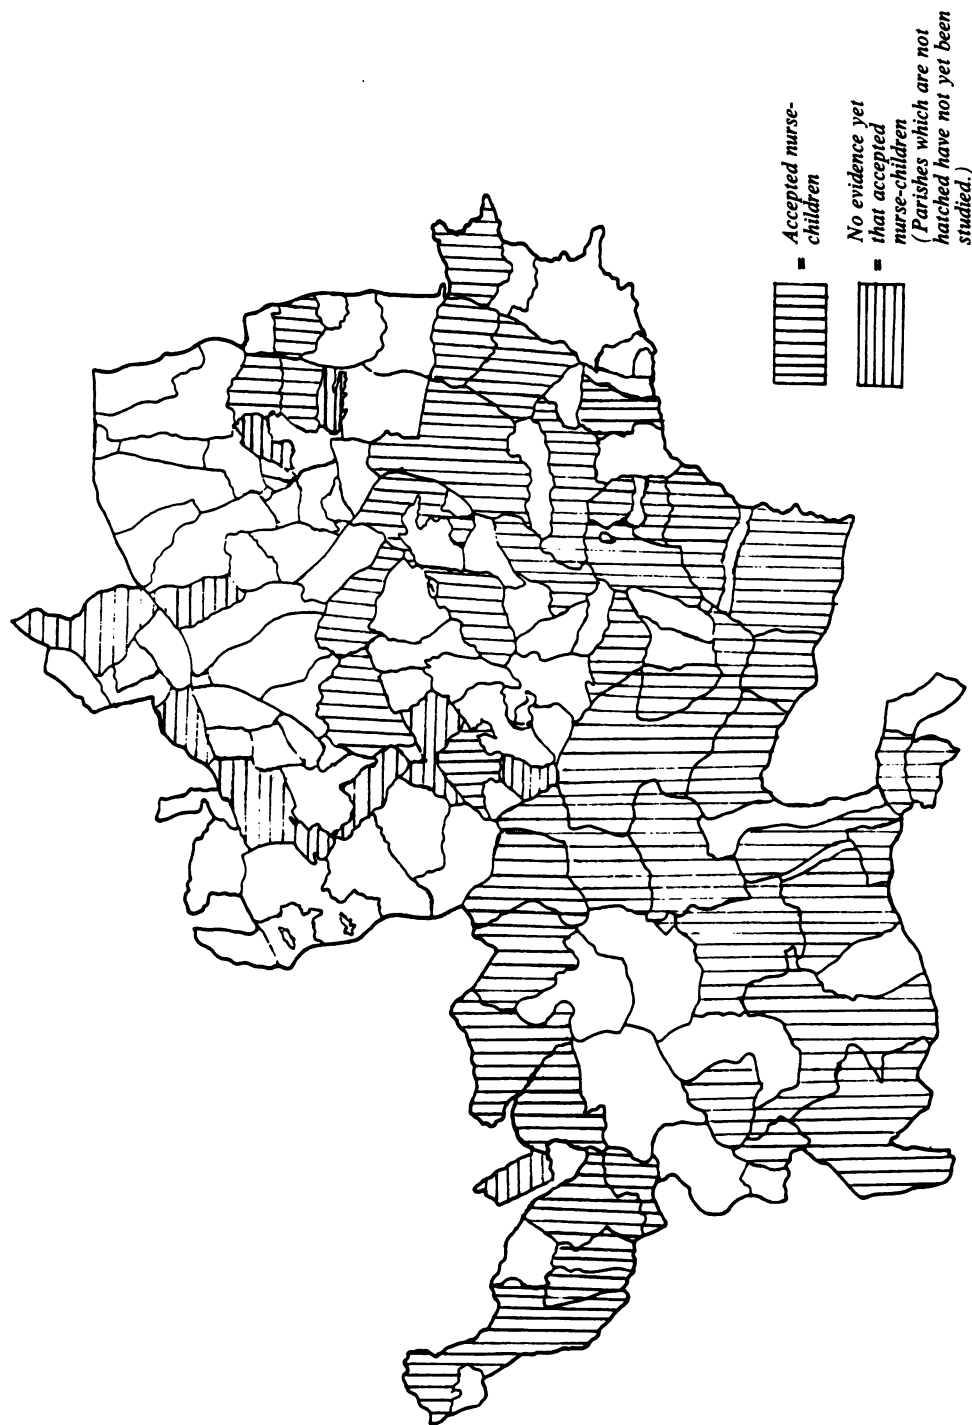 = Accepted nurse-
children
No evidence yet
= that accepted
nurse-children
(Parishes which are not
hatched have not yet been
studied.)